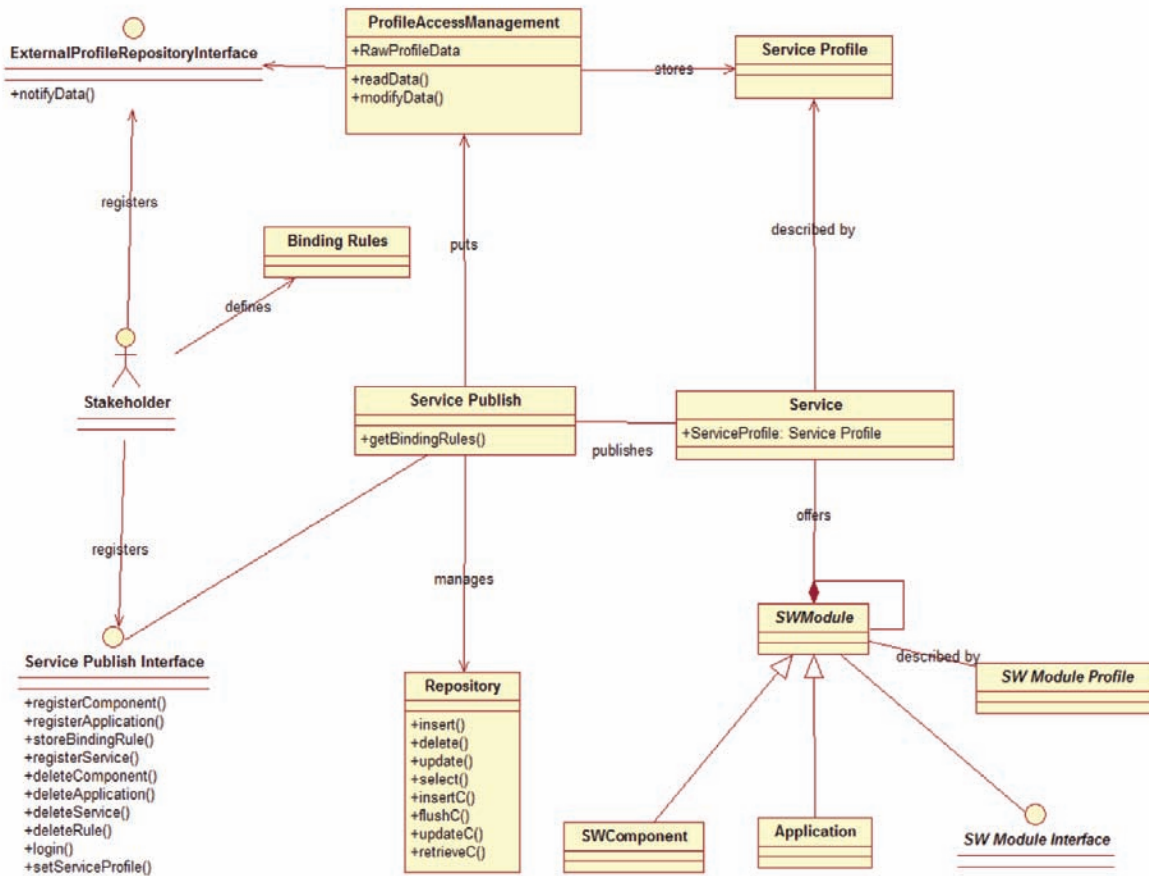 ProfileAccessManagement
+RawProfileData
+readData()
+modifyData()
ExternalProfileRepositoryInterface
+notifyData()
stores
Service Profile
registers
puts
described by
Binding Rules
defines
Stakeholder
Service Publish
+getBindingRules()
publishes
Service
+ServiceProfile: Service Profile
registers
manages
offers
Service Publish Interface
+registerComponent()
+registerApplication()
+storeBindingRule()
+registerService()
+deleteComponent()
+deleteApplication()
+deleteService()
+deleteRule()
+login()
+setServiceProfile()
Repository
+insert()
+delete()
+update()
+select()
+insertC()
+flushC()
+updateC()
+retrieveC()
SWModule
described by
SW Module Profile
SWComponent
Application
SW Module Interface